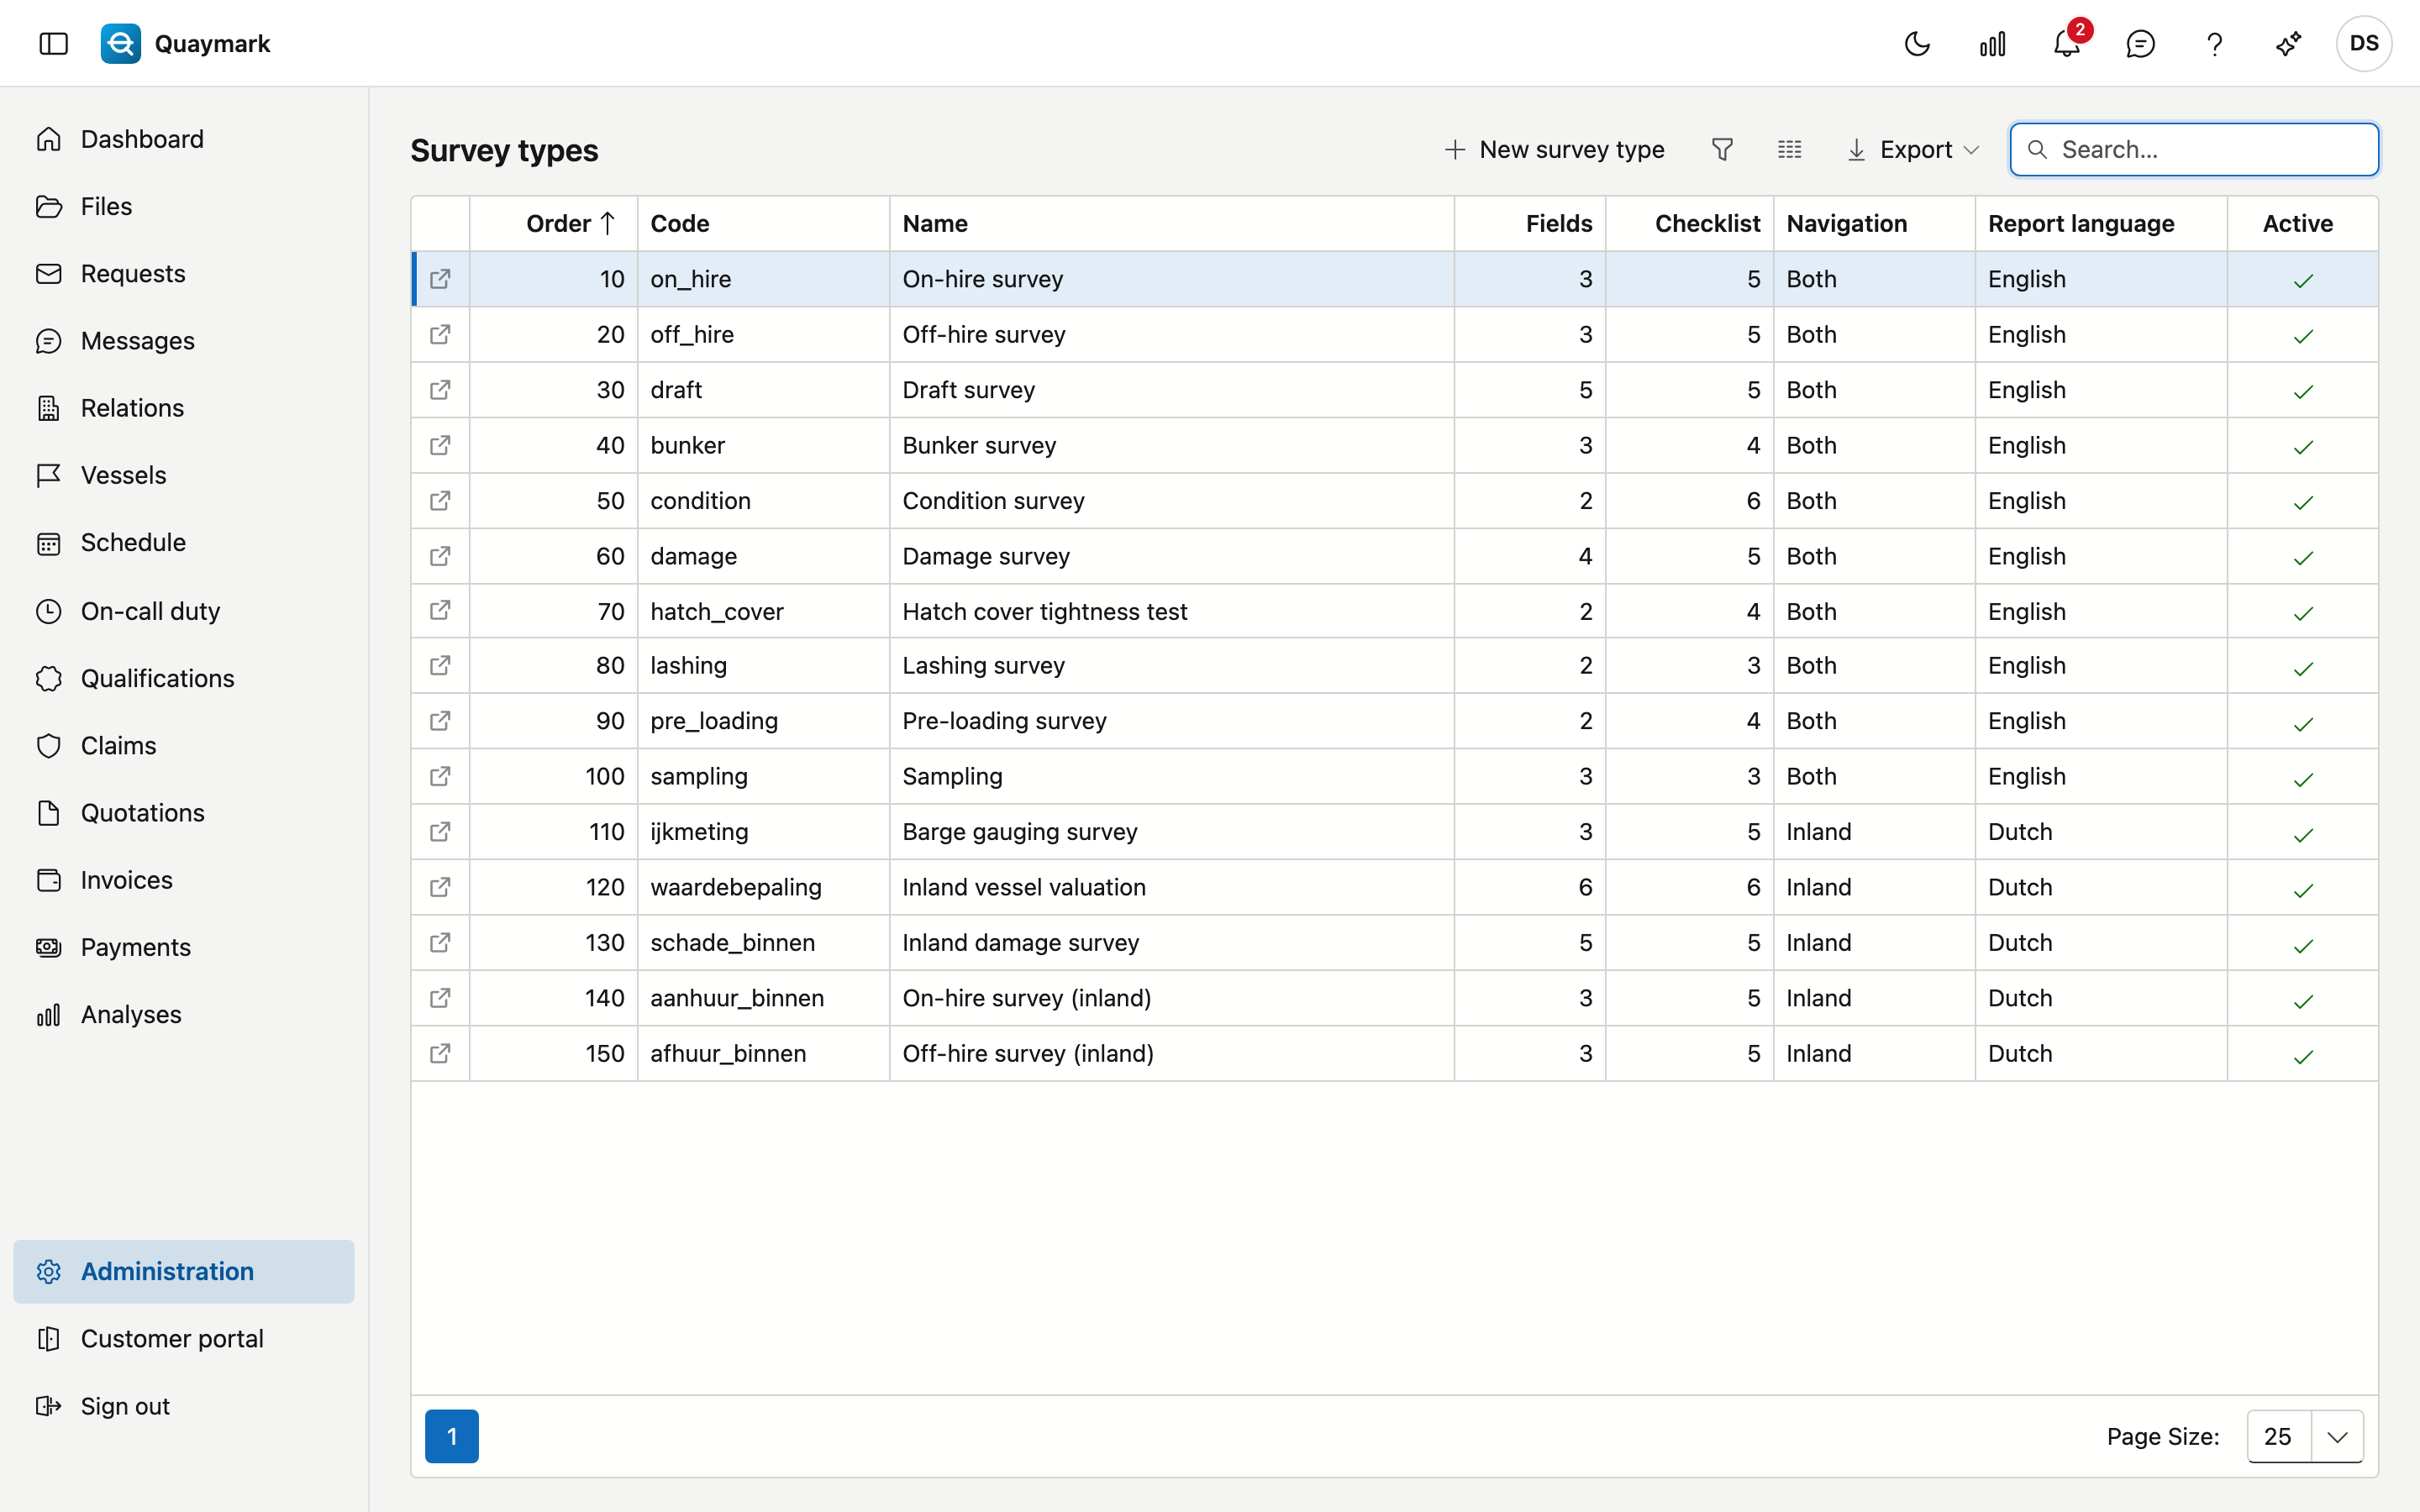 Quaymark
2
DS
Dashboard
Files
Requests
Messages
Relations
Vessels
Schedule
On-call duty
Qualifications
Claims
Quotations
Invoices
Payments
Analyses
Administration
Customer portal
Sign out
Survey types
New survey type
Export
Search...
Order Code Name Fields Checklist Navigation Report language Active
10 on_hire On-hire survey 3 5 Both English
20 off_hire Off-hire survey 3 5 Both English
30 draft Draft survey 5 5 Both English
40 bunker Bunker survey 3 4 Both English
50 condition Condition survey 2 6 Both English
60 damage Damage survey 4 5 Both English
70 hatch_cover Hatch cover tightness test 2 4 Both English
80 lashing Lashing survey 2 3 Both English
90 pre_loading Pre-loading survey 2 4 Both English
100 sampling Sampling 3 3 Both English
110 ijkmeting Barge gauging survey 3 5 Inland Dutch
120 waardebepaling Inland vessel valuation 6 6 Inland Dutch
130 schade_binnen Inland damage survey 5 5 Inland Dutch
140 aanhuur_binnen On-hire survey (inland) 3 5 Inland Dutch
150 afhuur_binnen Off-hire survey (inland) 3 5 Inland Dutch
1
Page Size: 25